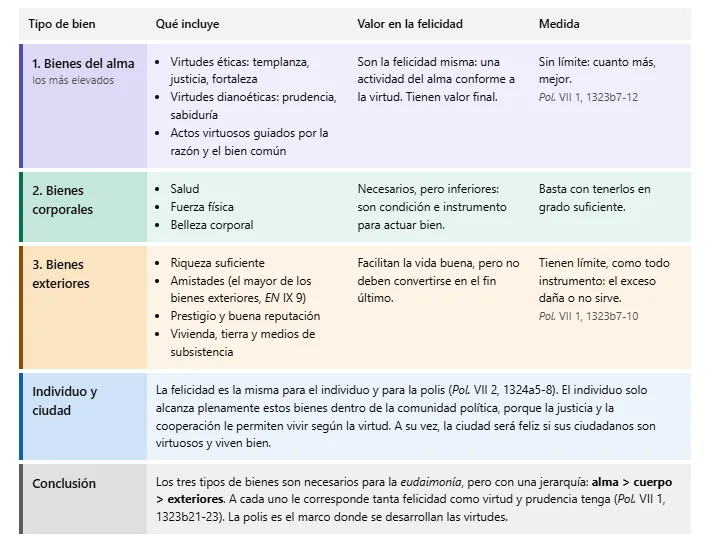 Tipo de bien
Qué incluye
Valor en la felicidad
Medida
1. Bienes del alma
los más elevados
• Virtudes éticas: templanza,
justicia, fortaleza
• Virtudes dianoéticas: prudencia,
sabiduría
• Actos virtuosos guiados por la
razón y el bien común
Son la felicidad misma: una
actividad del alma conforme a
la virtud. Tienen valor final.
Sin límite: cuanto más,
mejor.
Pol. VII 1, 1323b7-12
2. Bienes
corporales
• Salud
• Fuerza física
• Belleza corporal
Necesarios, pero inferiores:
son condición e instrumento
para actuar bien.
Basta con tenerlos en
grado suficiente.
3. Bienes
exteriores
• Riqueza suficiente
• Amistades (el mayor de los
bienes exteriores, EN IX 9)
• Prestigio y buena reputación
• Vivienda, tierra y medios de
subsistencia
Facilitan la vida buena, pero no
deben convertirse en el fin
último.
Tienen límite, como todo
instrumento: el exceso
daña o no sirve.
Pol. VII 1, 1323b7-10
Individuo y
ciudad
La felicidad es la misma para el individuo y para la polis (Pol. VII 2, 1324a5-8). El individuo solo
alcanza plenamente estos bienes dentro de la comunidad política, porque la justicia y la
cooperación le permiten vivir según la virtud. A su vez, la ciudad será feliz si sus ciudadanos son
virtuosos y viven bien.
Conclusión
Los tres tipos de bienes son necesarios para la eudaimonía, pero con una jerarquía: alma > cuerpo
> exteriores. A cada uno le corresponde tanta felicidad como virtud y prudencia tenga (Pol. VII 1,
1323b21-23). La polis es el marco donde se desarrollan las virtudes.